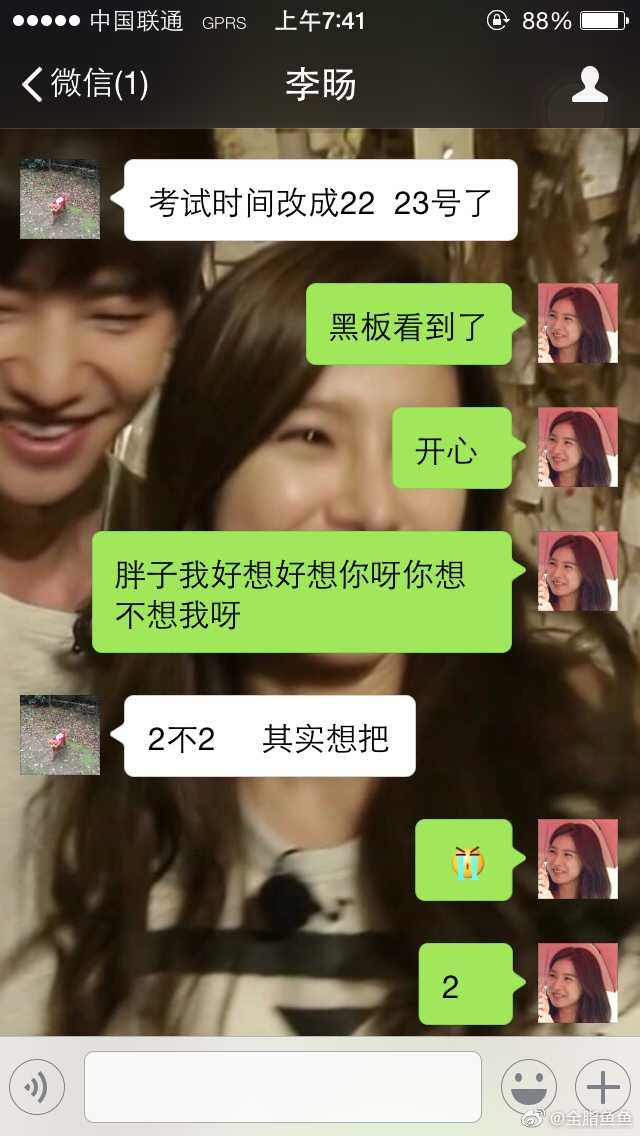 中国联通 GPRS 上午7:41 88%
微信(1) 李旸
考试时间改成22 23号了
黑板看到了
开心
胖子我好想好想你呀你想
不想我呀
2不2 其实想把
2
@全脂鱼鱼